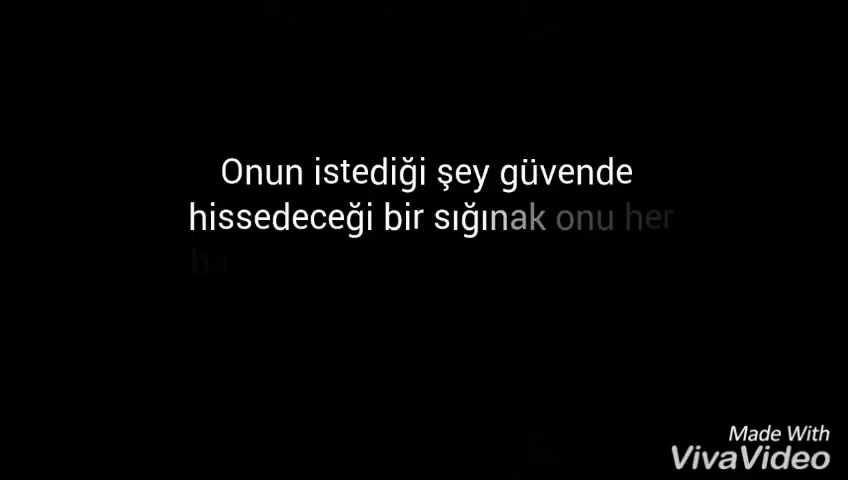 Onun istediği şey güvende
hissedeceği bir sığınak onu her
Made With
VivaVideo